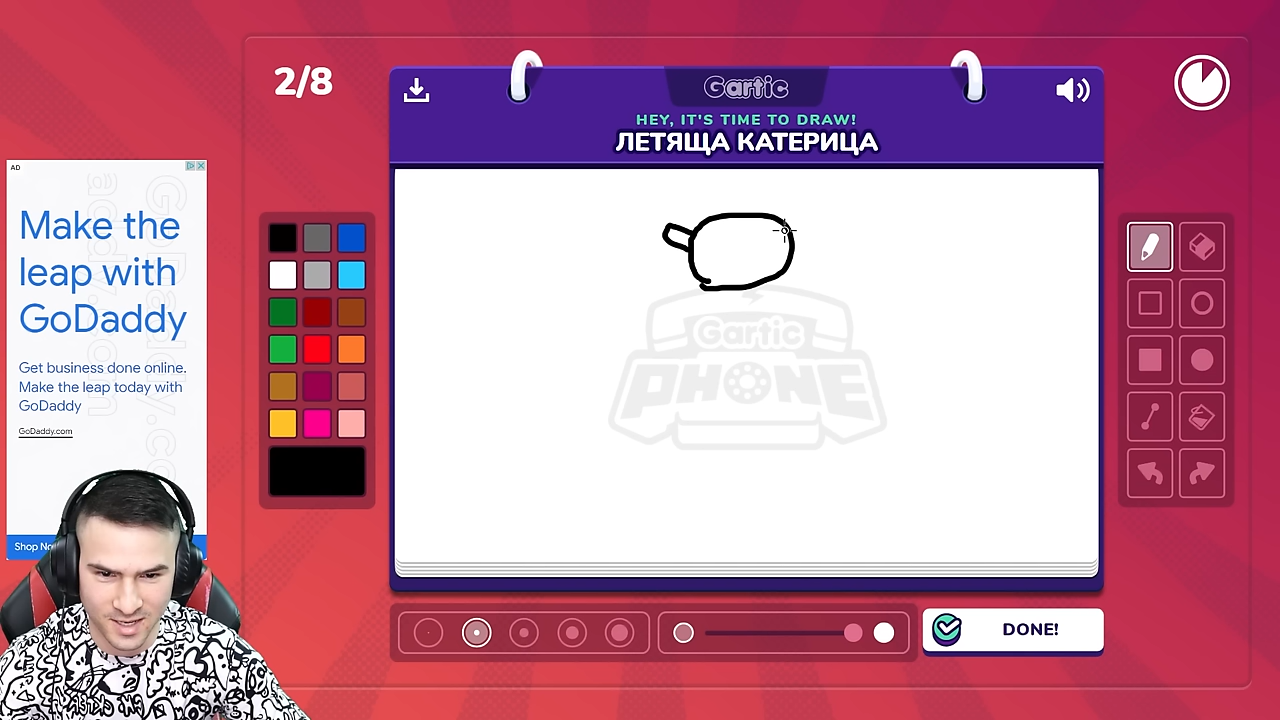 2/8
Gartic
HEY, IT'S TIME TO DRAW!
ЛЕТЯЩА КАТЕРИЦА
AD
Make the
leap with
GoDaddy
Get business done online.
Make the leap today with
GoDaddy
GoDaddy.com
Shop No
Gartic
PHONE
DONE!